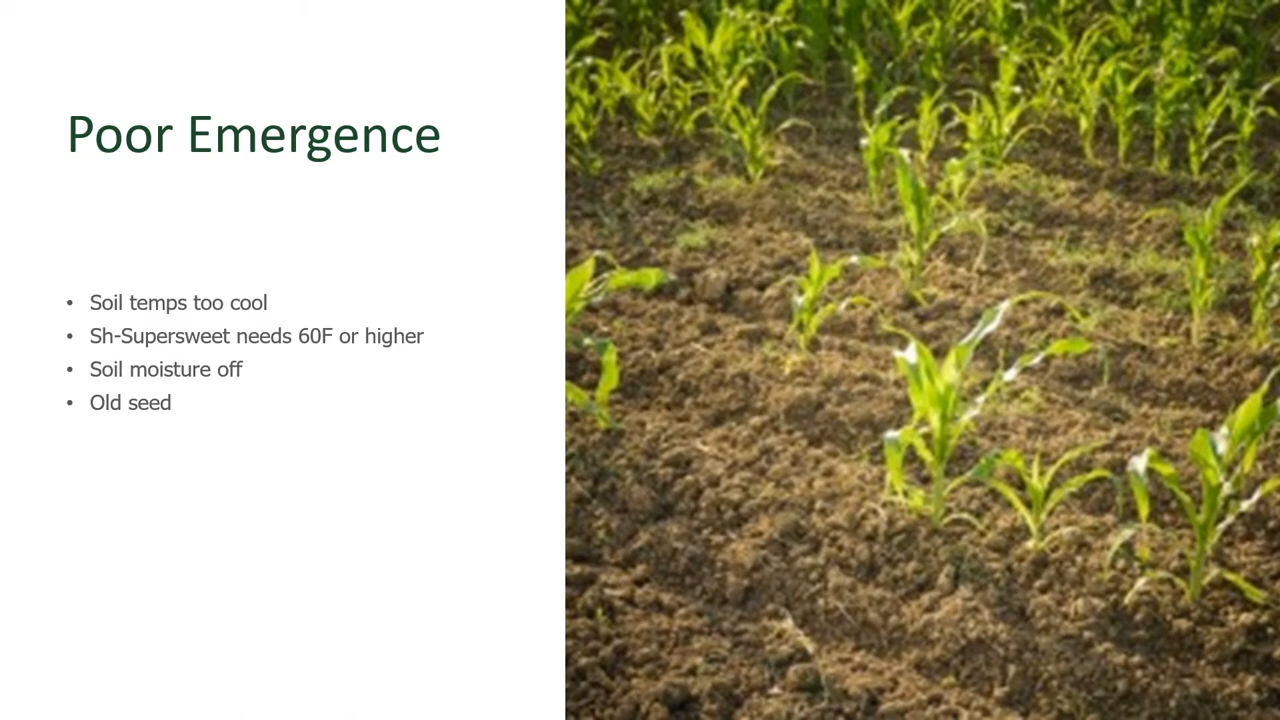 Poor Emergence
• Soil temps too cool
• Sh-Supersweet needs 60F or higher
• Soil moisture off
• Old seed